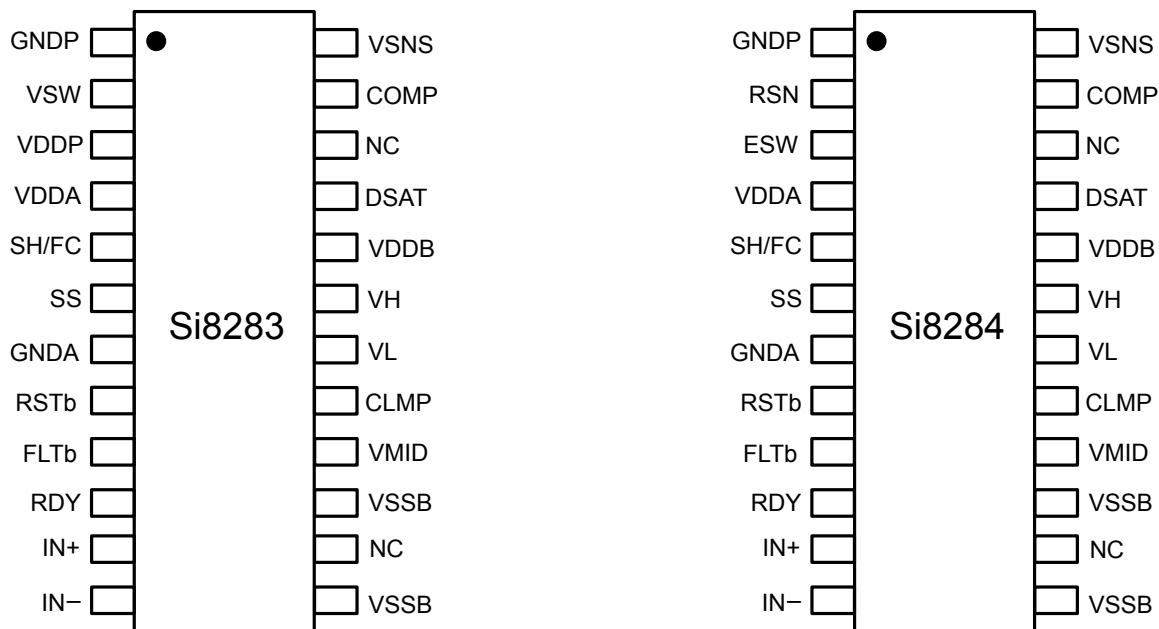 GNDP
VSW
VDDP
VDDA
SH/FC
SS
GNDA
RSTb
FLTb
RDY
IN+
IN−
Si8283
VSNS
COMP
NC
DSAT
VDDB
VH
VL
CLMP
VMID
VSSB
NC
VSSB
GNDP
RSN
ESW
VDDA
SH/FC
SS
GNDA
RSTb
FLTb
RDY
IN+
IN−
Si8284
VSNS
COMP
NC
DSAT
VDDB
VH
VL
CLMP
VMID
VSSB
NC
VSSB